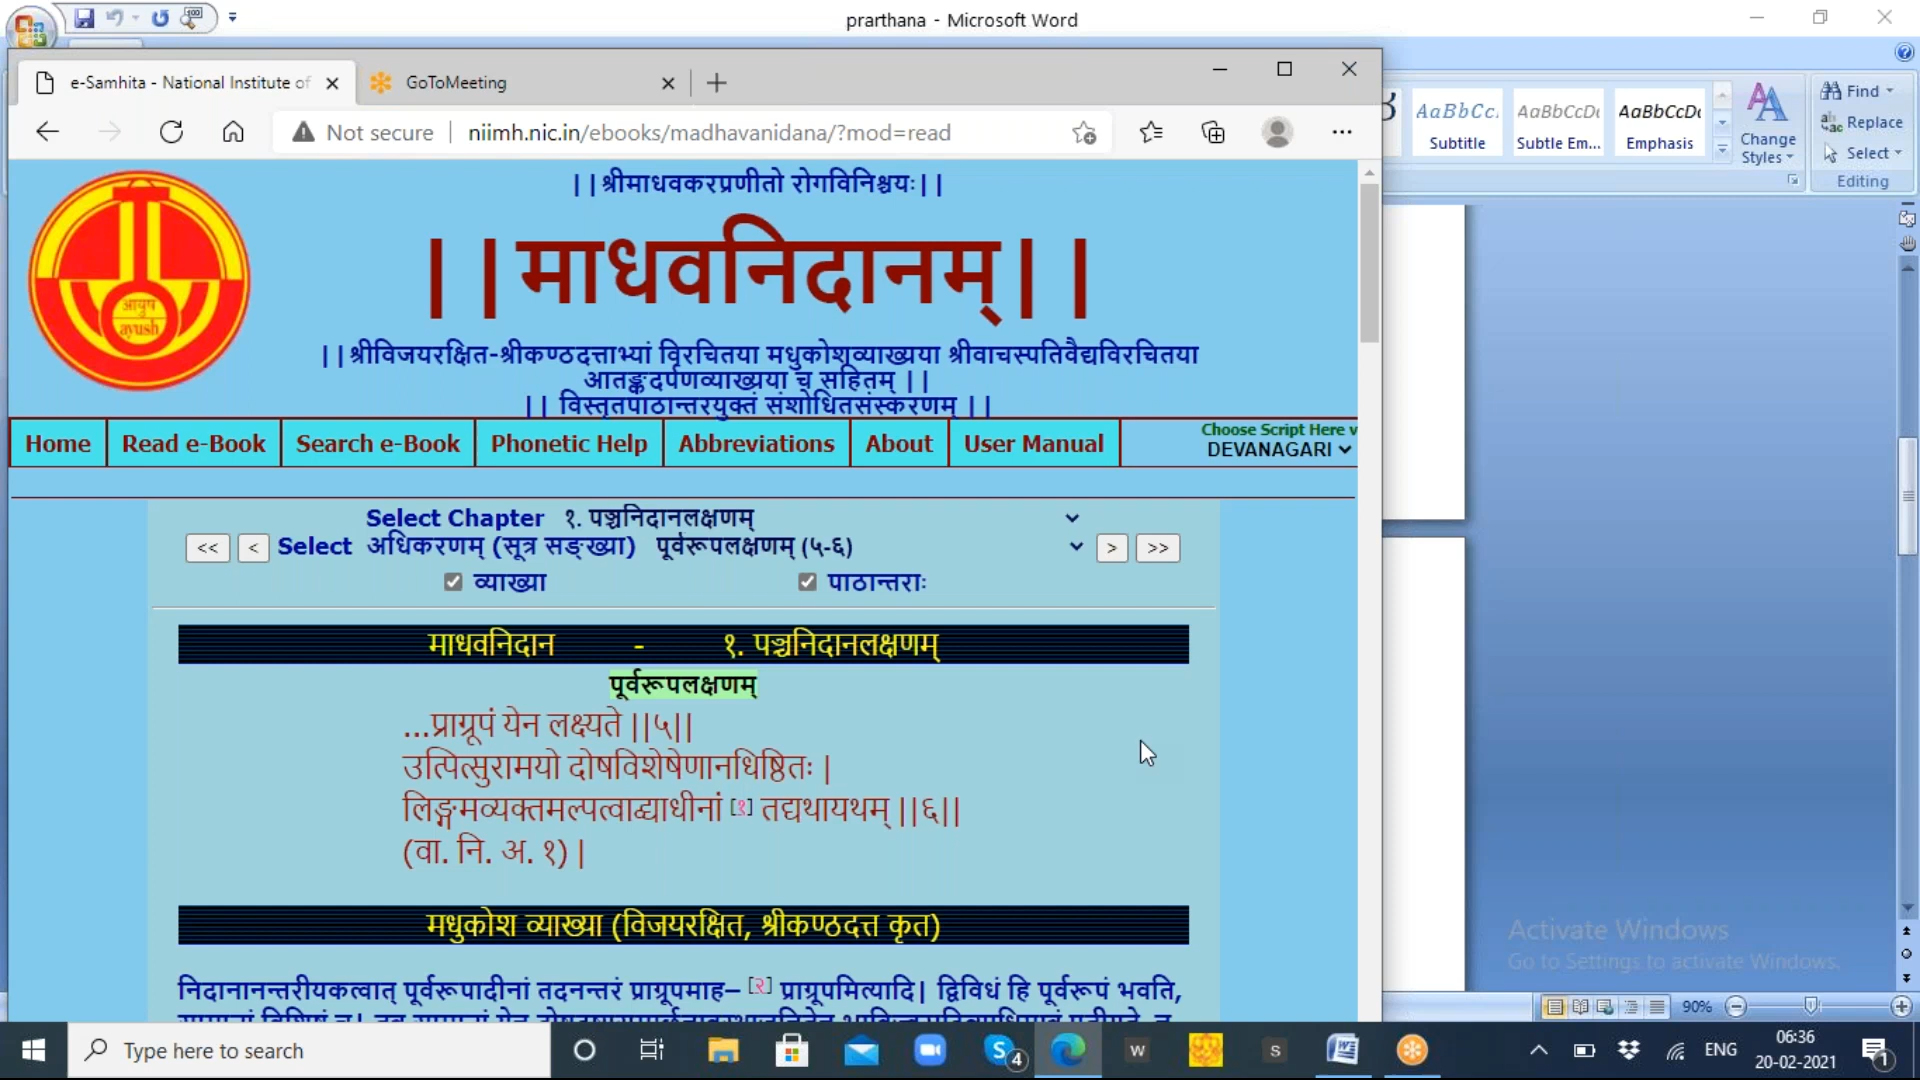 prarthana - Microsoft Word
e-Samhita - National Institute of
GoToMeeting
Not secure
niimh.nic.in/ebooks/madhavanidana/?mod=read
AaBbCc.
AaBbCcDι
AaBbCcDι
Subtitle
Subtle Em...
Emphasis
Change Styles
Find
Replace
Select
Editing
||श्रीमाधवकरप्रणीतो रोगविनिश्चयः||
||माधवनिदानम्||
आयुष
ayush
||श्रीविजयरक्षित-श्रीकण्ठदत्ताभ्यां विरचितया मधुकोशव्याख्यया श्रीवाचस्पतिवैद्यविरचितया
आतङ्कदर्पणव्याख्यया च सहितम् ||
|| विस्तृतपाठान्तरयुक्तं संशोधितसंस्करणम् ||
Home
Read e-Book
Search e-Book
Phonetic Help
Abbreviations
About
User Manual
Choose Script Here v
DEVANAGARI
Select Chapter १. पञ्चनिदानलक्षणम्
<< < Select अधिकरणम् (सूत्र सङ्ख्या) पूर्वरूपलक्षणम् (५-६) > >>
व्याख्या पाठान्तराः
माधवनिदान - १. पञ्चनिदानलक्षणम्
पूर्वरूपलक्षणम्
...प्राग्रूपं येन लक्ष्यते ||५||
उत्पित्सुरामयो दोषविशेषेणानधिष्ठितः |
लिङ्गमव्यक्तमल्पत्वाद्व्याधीनां [१] तद्यथायथम् ||६||
(वा. नि. अ. १) |
मधुकोश व्याख्या (विजयरक्षित, श्रीकण्ठदत्त कृत)
निदानानन्तरीयकत्वात् पूर्वरूपादीनां तदनन्तरं प्राग्रूपमाह– [२] प्राग्रूपमित्यादि| द्विविधं हि पूर्वरूपं भवति,
Activate Windows
Go to Settings to activate Windows.
90%
Type here to search
4
W
S
ENG
06:36
20-02-2021
1